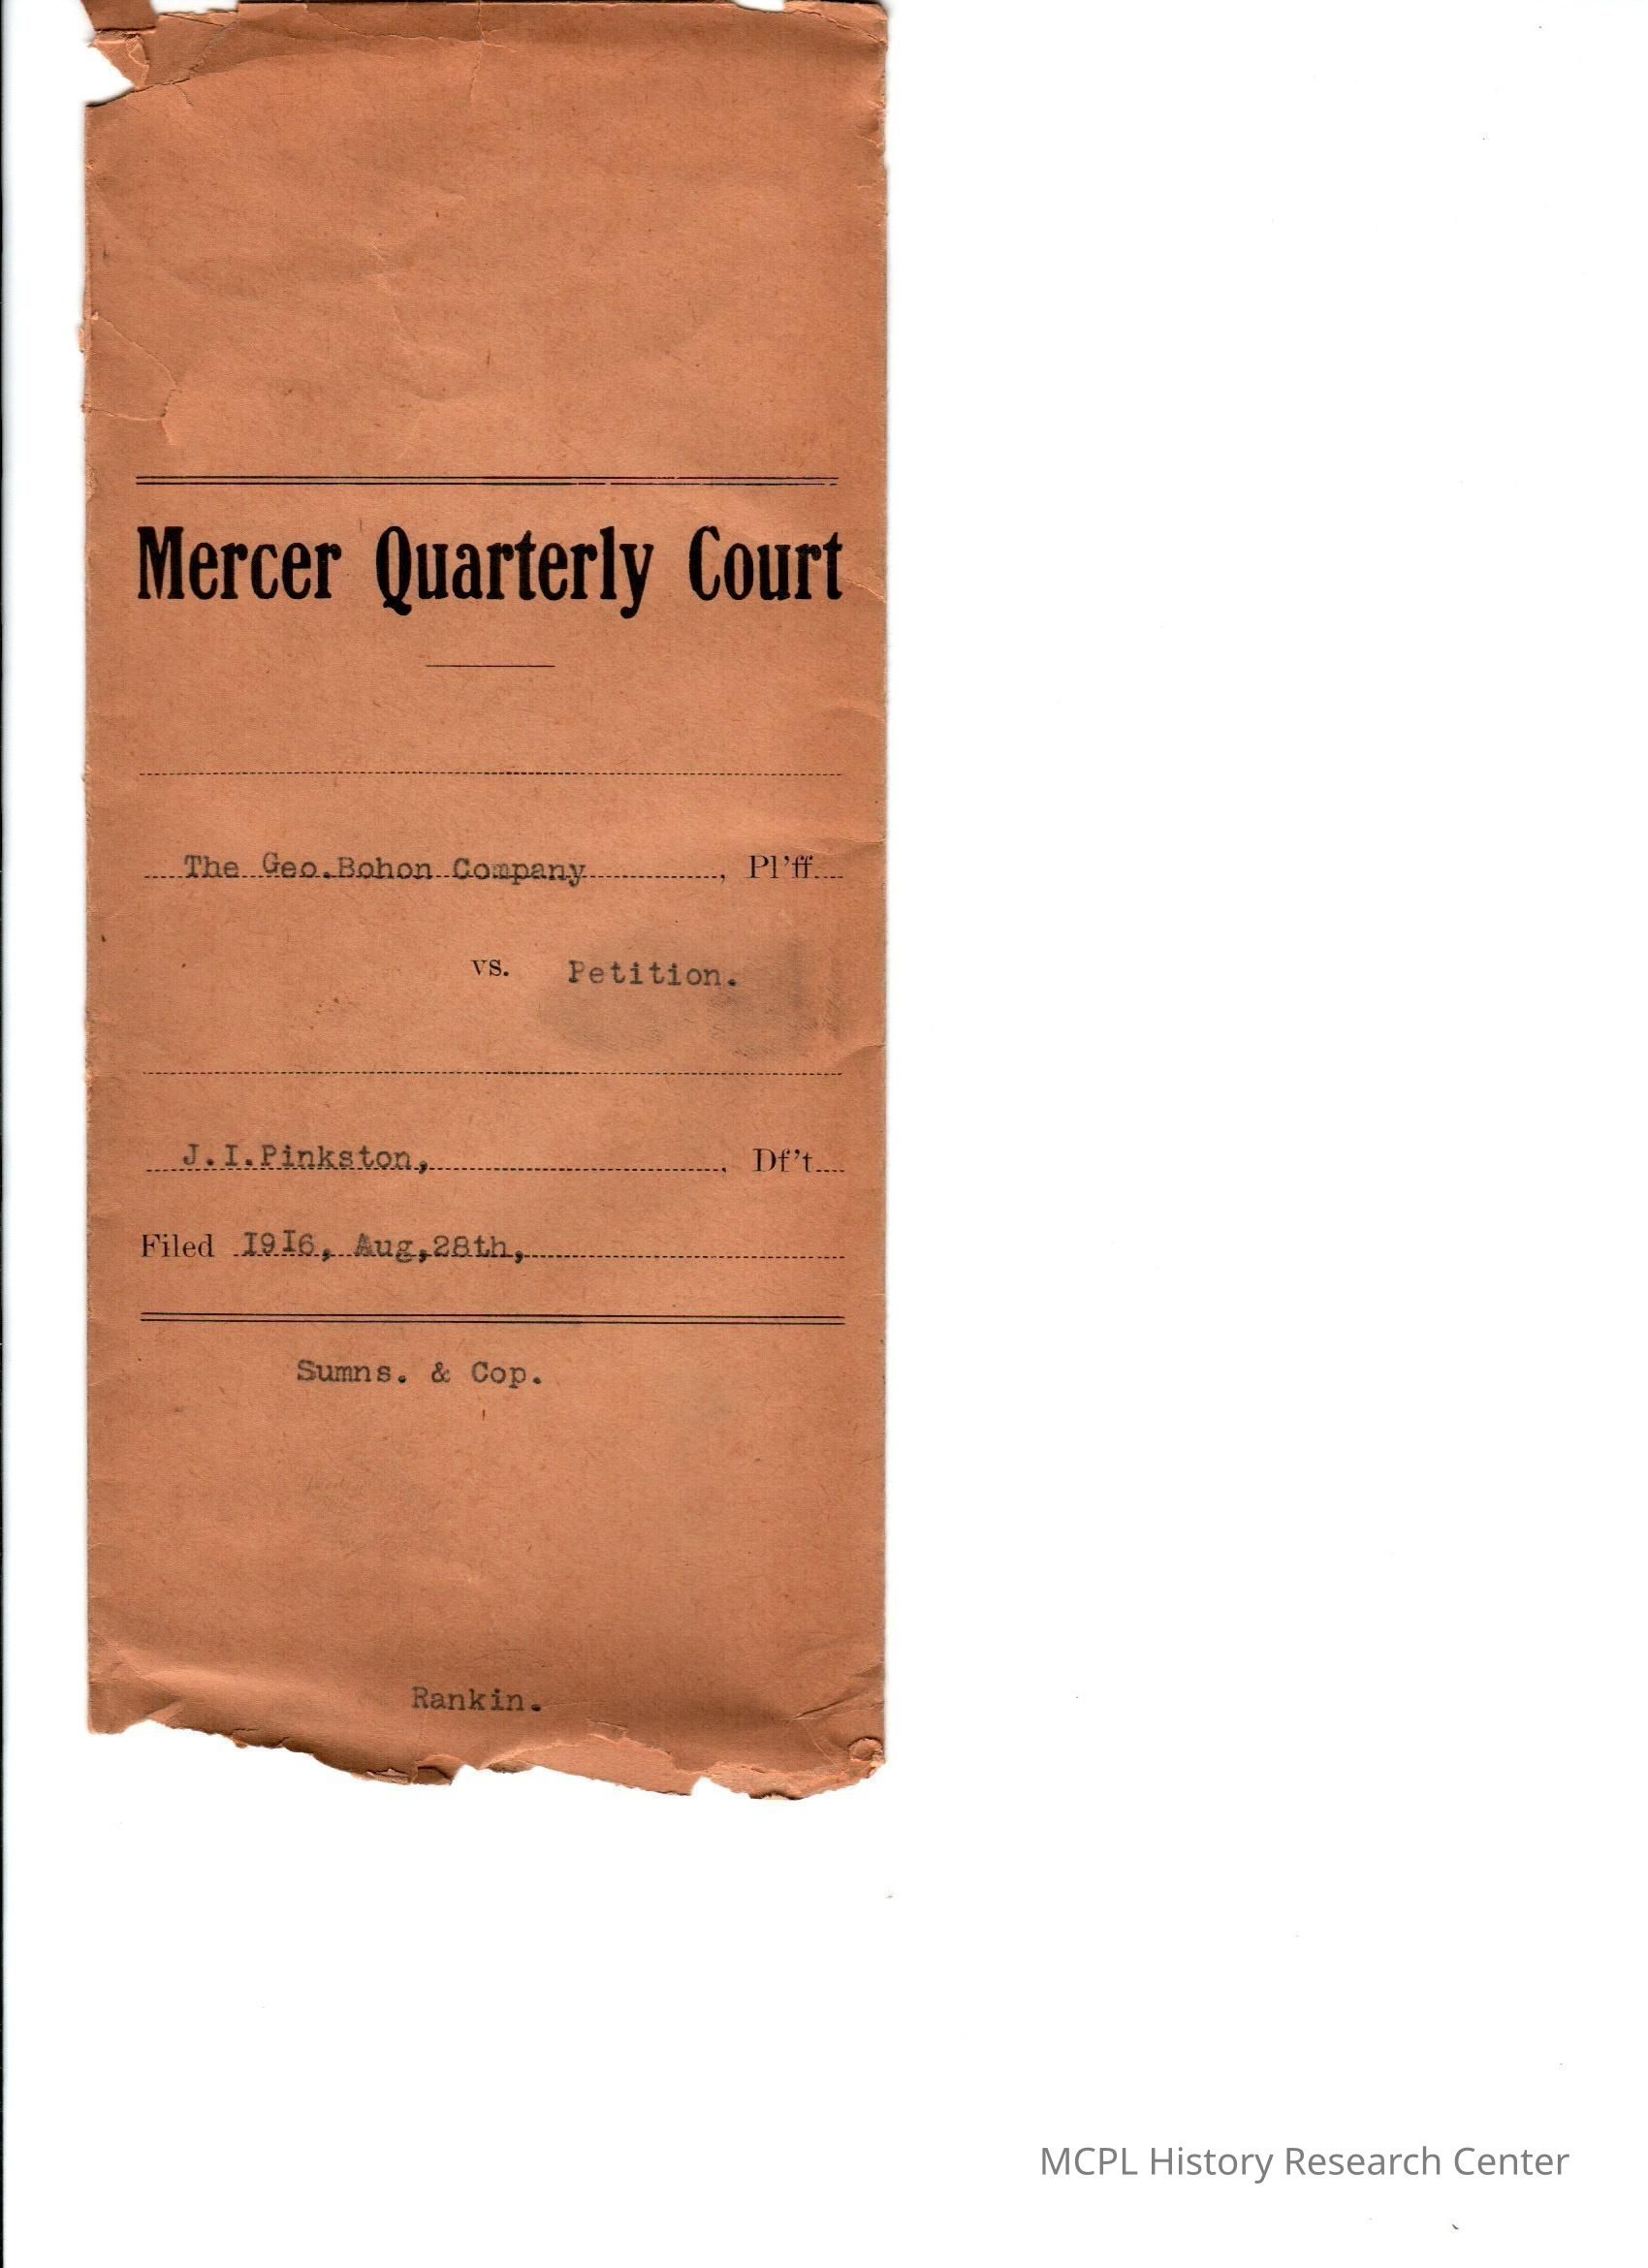 Mercer Quarterly Court
The Geo.Bohon Company, Pl'ff
vs. Petition.
J.I.Pinkston,, Df't
Filed 1916, Aug,28th,
Sumns. & Cop.
Rankin.
MCPL History Research Center